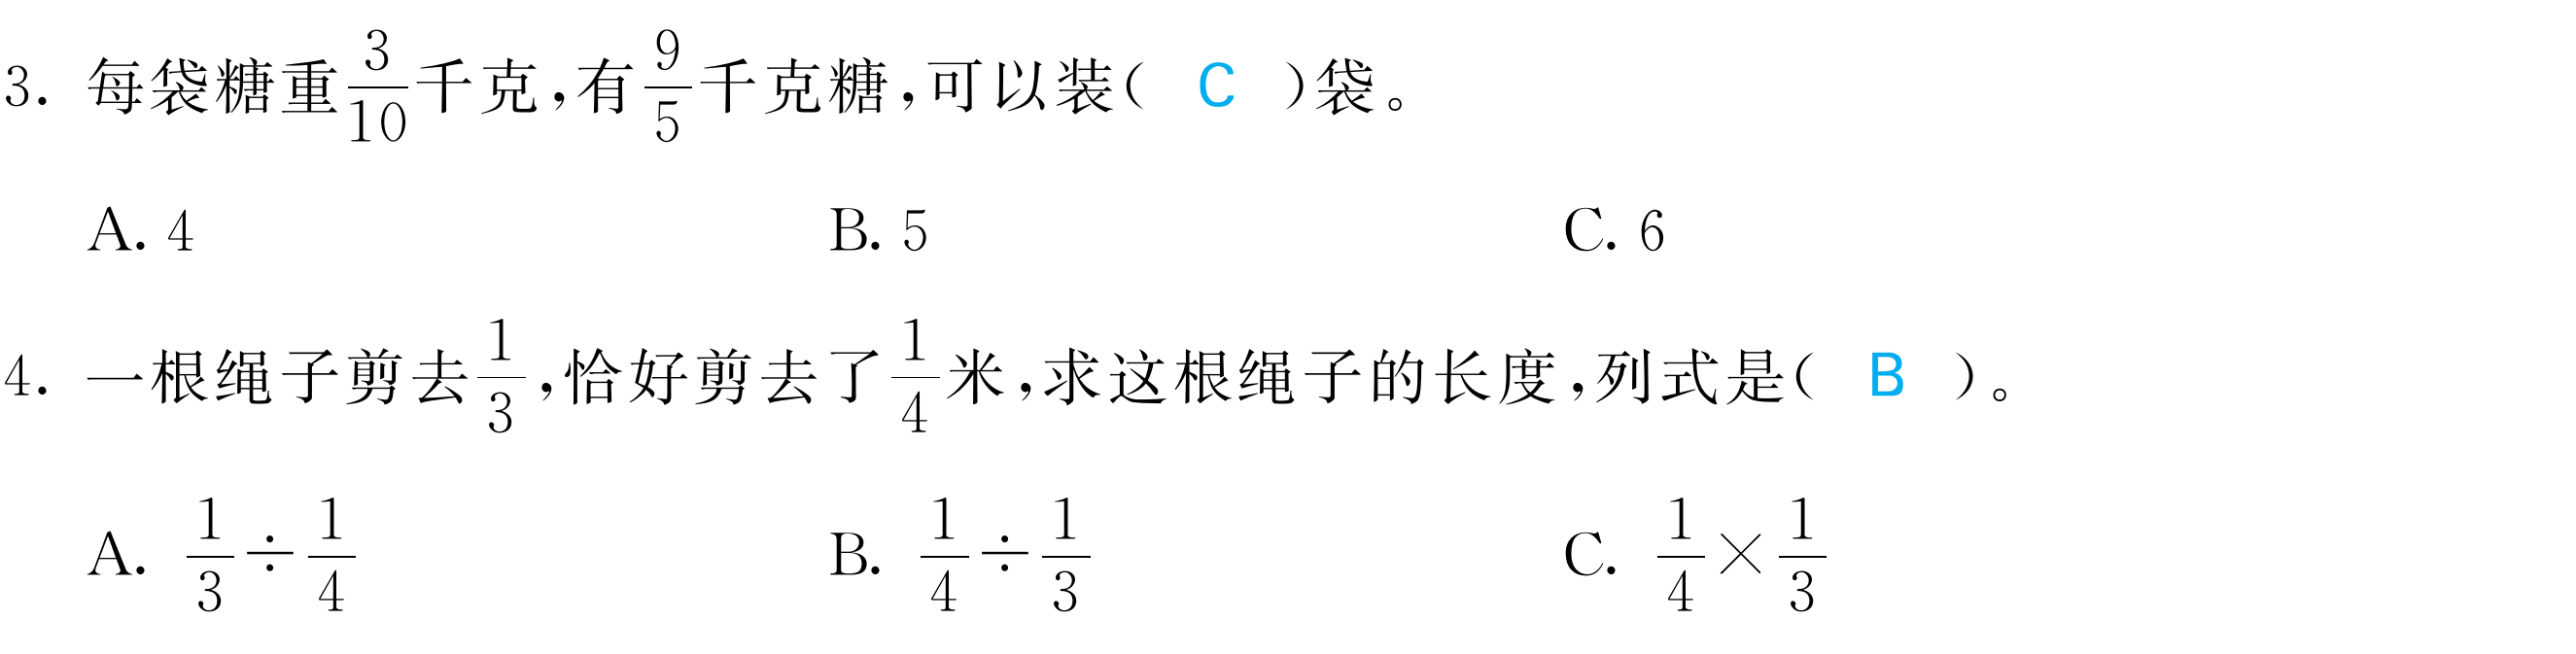 3. 每袋糖重3/10千克,有9/5千克糖,可以装( C )袋。
A. 4 B. 5 C. 6
4. 一根绳子剪去1/3,恰好剪去了1/4米,求这根绳子的长度,列式是( B )。
A. 1/3÷1/4 B. 1/4÷1/3 C. 1/4×1/3